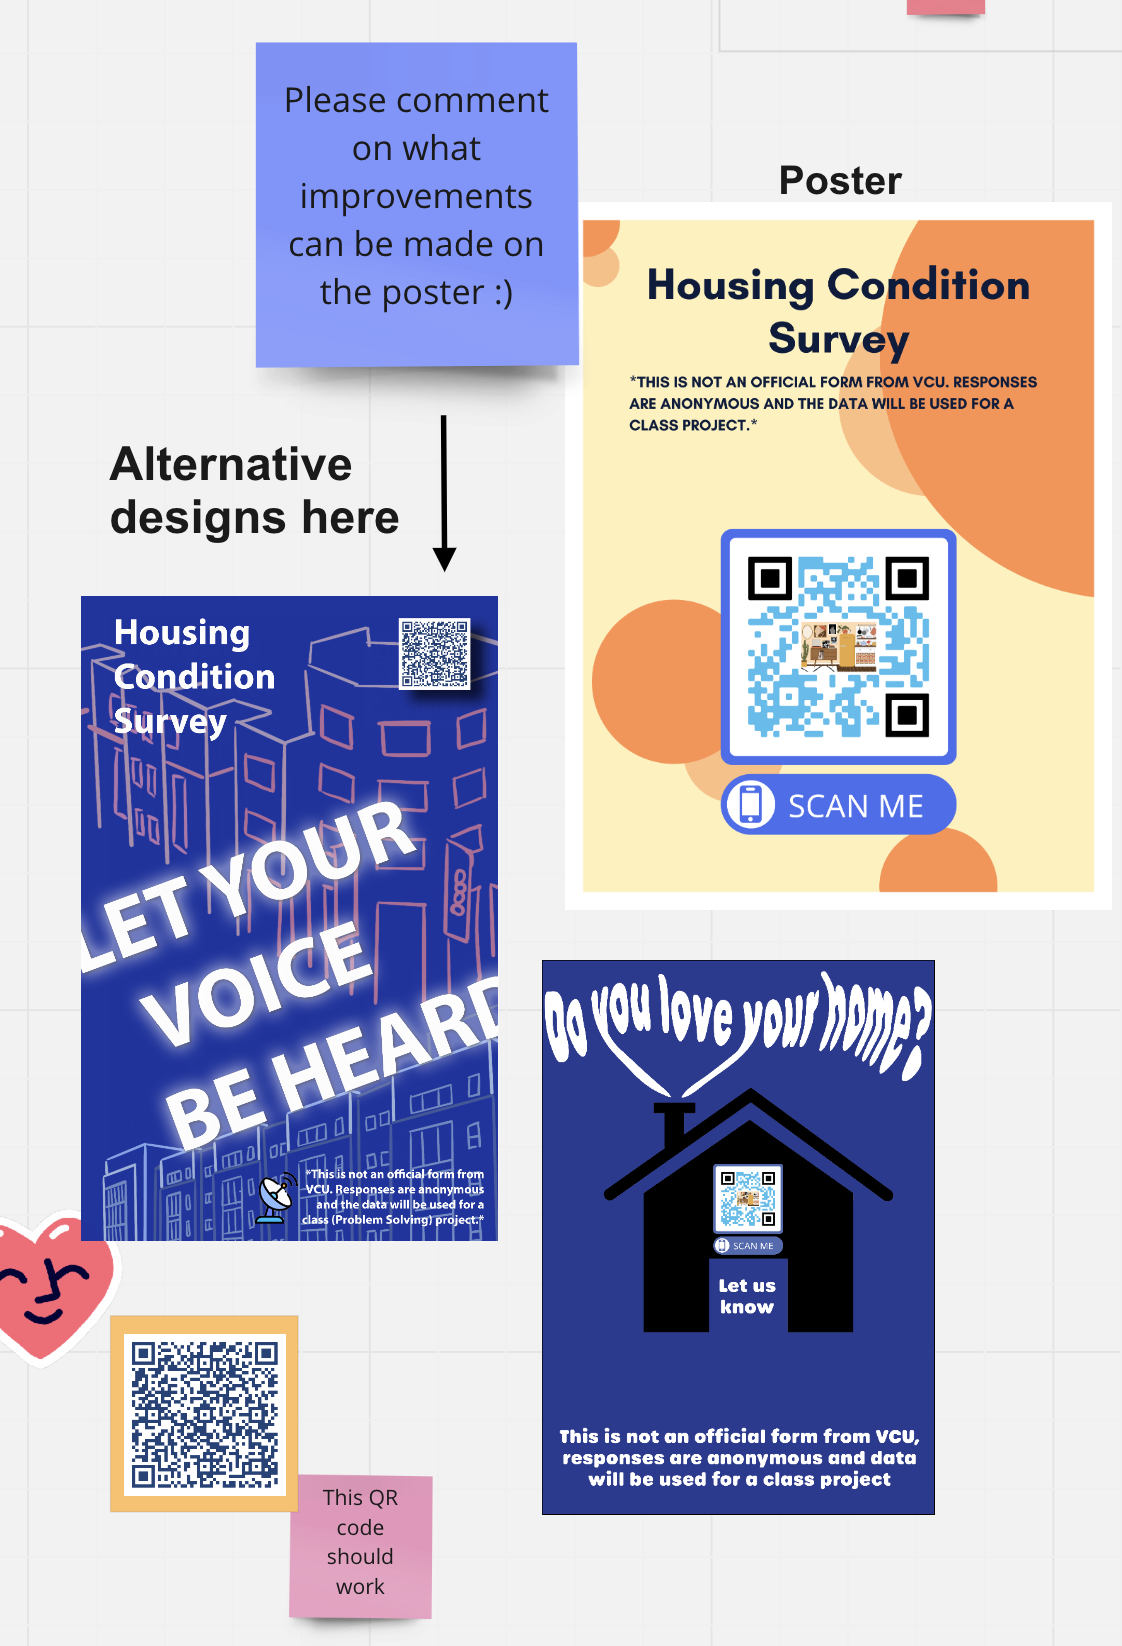 Please comment
on what
improvements
can be made on
the poster :)
Poster
Housing Condition
Survey
*THIS IS NOT AN OFFICIAL FORM FROM VCU. RESPONSES
ARE ANONYMOUS AND THE DATA WILL BE USED FOR A
CLASS PROJECT.*
SCAN ME
Alternative
designs here
Housing
Condition
Survey
LET YOUR
VOICE
BE HEARD
*This is not an official form from
VCU. Responses are anonymous
and the data will be used for a
class (Problem Solving) project.*
Do you love your home?
SCAN ME
Let us
know
This is not an official form from VCU,
responses are anonymous and data
will be used for a class project
This QR
code
should
work